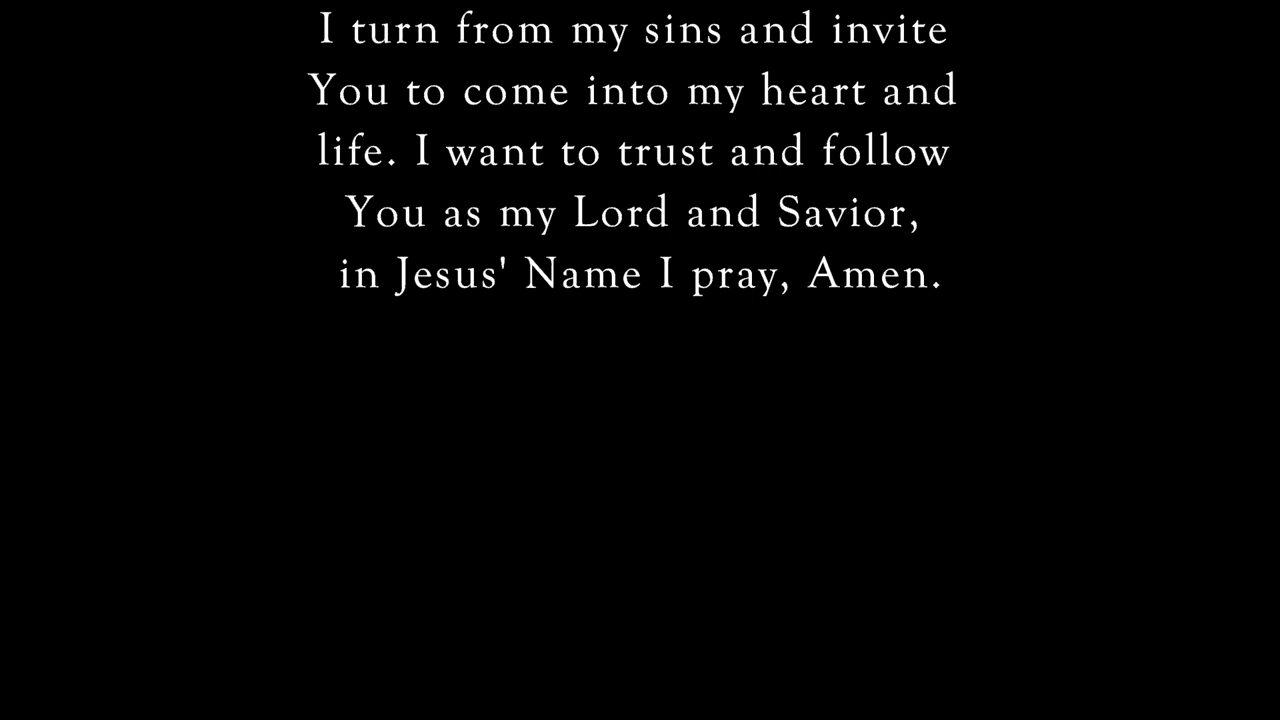 I turn from my sins and invite
You to come into my heart and
life. I want to trust and follow
You as my Lord and Savior,
in Jesus' Name I pray, Amen.